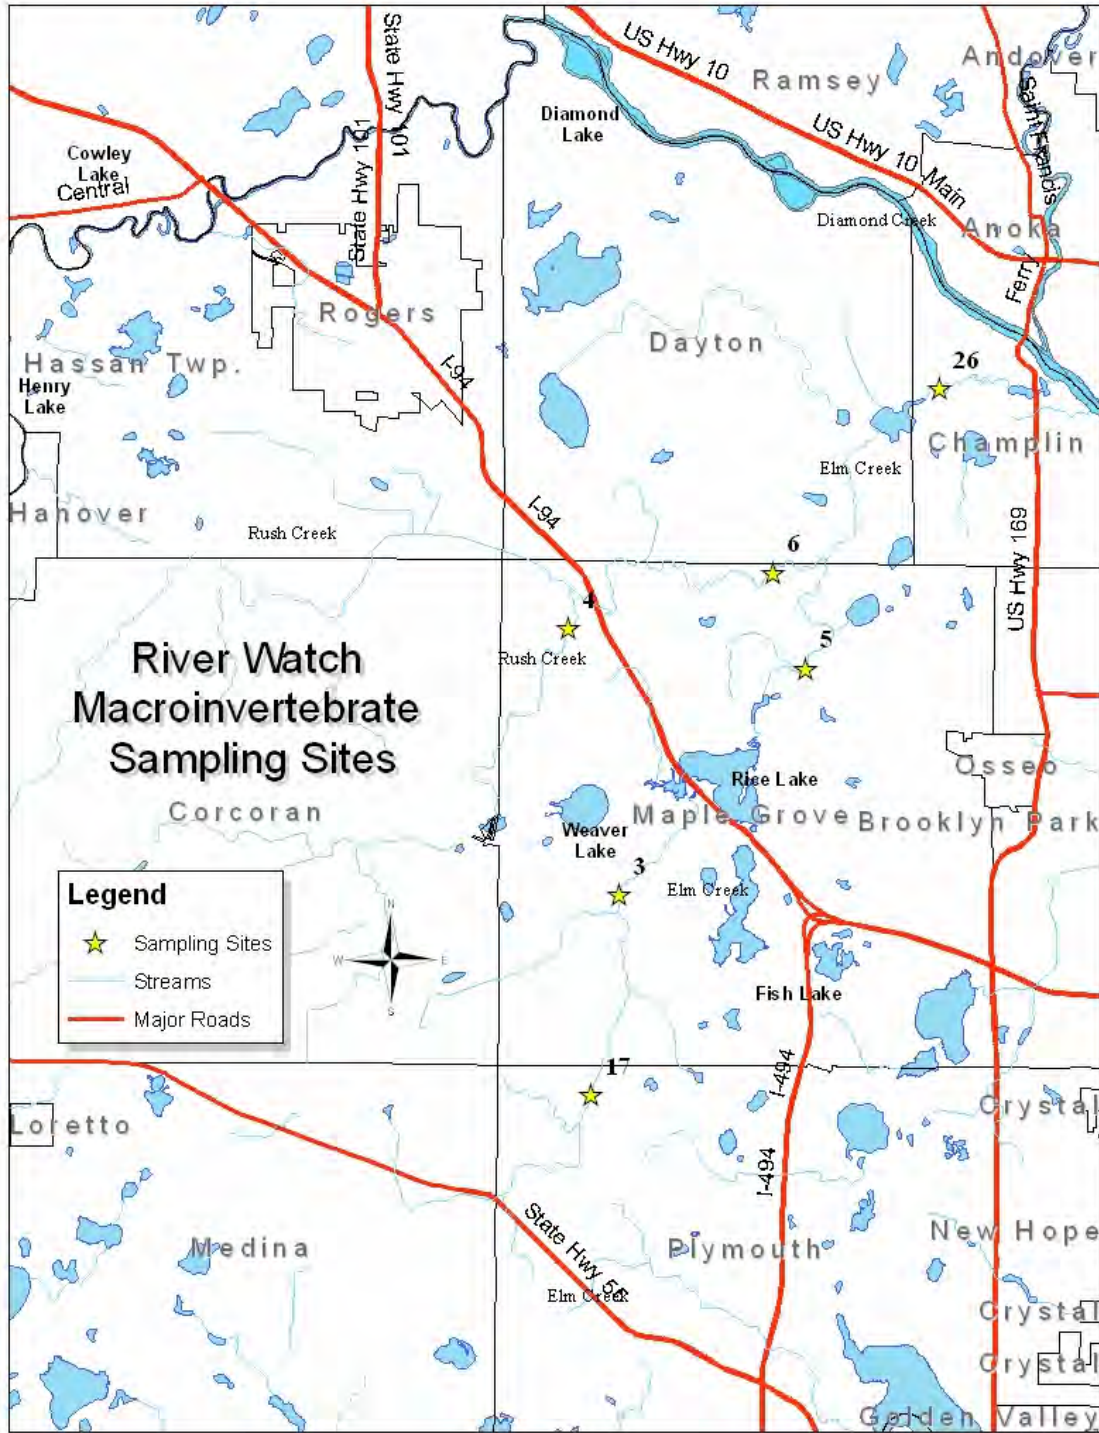 State Hwy 101
US Hwy 10
Andover
Ramsey
Saint Francis
Diamond
Lake
US Hwy 10
Main
Cowley
Lake
Central
State Hwy 101
Diamond Creek
Anoka
Ferry
Rogers
Dayton
Hassan Twp.
I-94
26
Henry
Lake
Champlin
Elm Creek
Hanover
I-94
Rush Creek
US Hwy 169
6
4
5
Rush Creek
River Watch
Macroinvertebrate
Sampling Sites
Osseo
Rice Lake
Corcoran
Maple Grove
Brooklyn Park
Weaver
Lake
3
Elm Creek
Legend
Sampling Sites
Streams
Major Roads
N
W
E
S
Fish Lake
17
I-494
Crystal
Loretto
I-494
State Hwy 55
New Hope
Medina
Plymouth
Elm Creek
Crystal
Crystal
Golden Valley